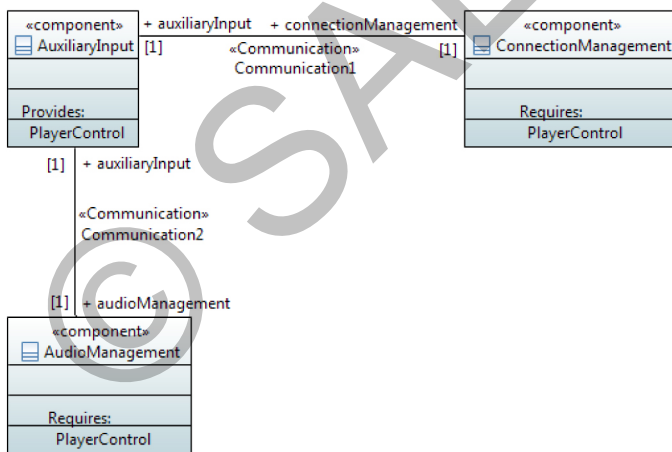 «component»
AuxiliaryInput
Provides:
PlayerControl
+ auxiliaryInput
+ connectionManagement
[1]
«Communication»
[1]
Communication1
«component»
ConnectionManagement
Requires:
PlayerControl
[1]
+ auxiliaryInput
«Communication»
Communication2
[1]
+ audioManagement
«component»
AudioManagement
Requires:
PlayerControl